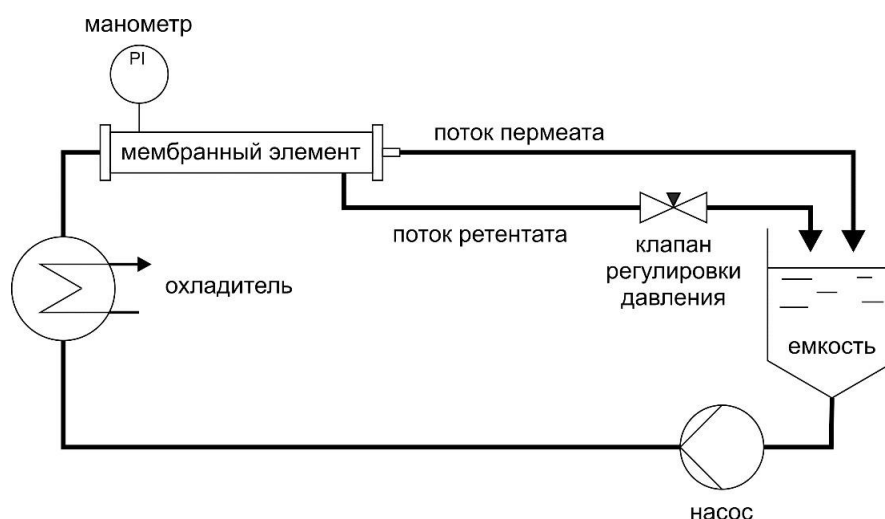 манометр
PI
мембранный элемент
поток пермеата
поток ретентата
клапан
регулировки
давления
охладитель
емкость
насос